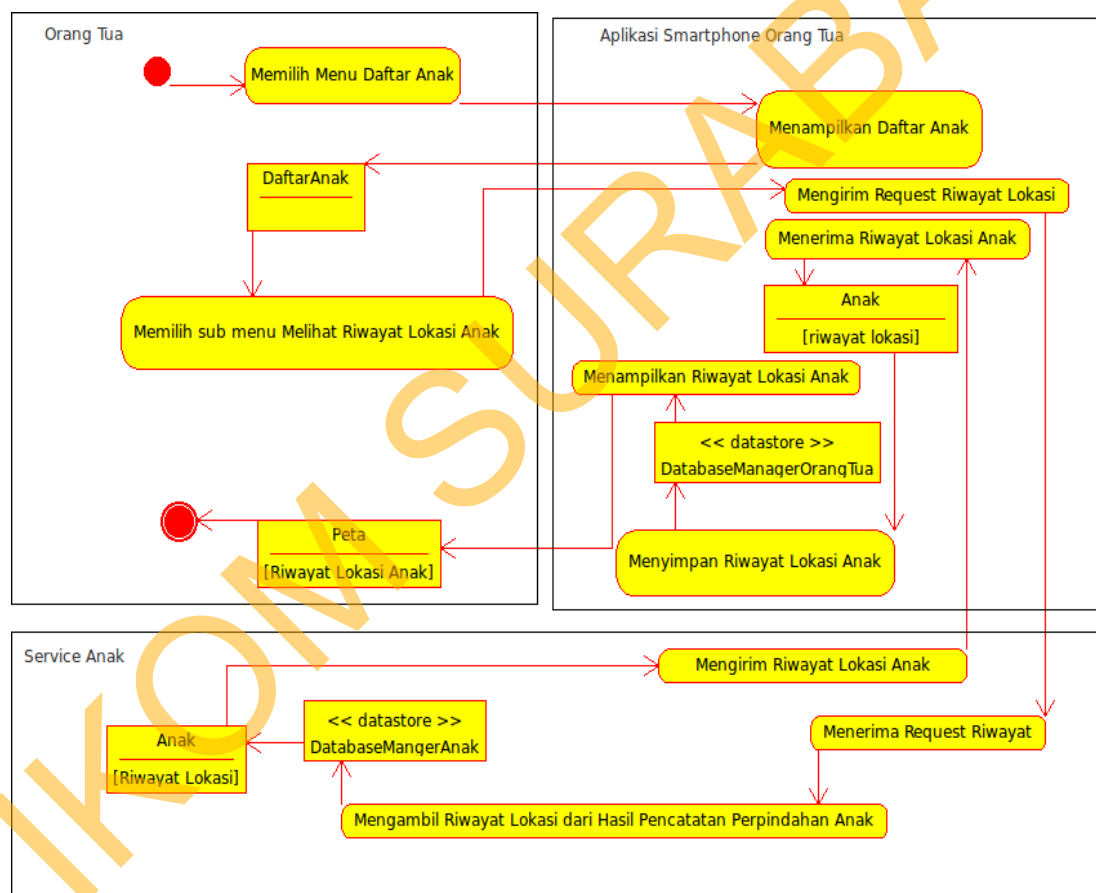 Orang Tua
Memilih Menu Daftar Anak
DaftarAnak
Memilih sub menu Melihat Riwayat Lokasi Anak
Peta
[Riwayat Lokasi Anak]
Aplikasi Smartphone Orang Tua
Menampilkan Daftar Anak
Mengirim Request Riwayat Lokasi
Menerima Riwayat Lokasi Anak
Anak
[riwayat lokasi]
Menampilkan Riwayat Lokasi Anak
<< datastore >>
DatabaseManagerOrangTua
Menyimpan Riwayat Lokasi Anak
Service Anak
Mengirim Riwayat Lokasi Anak
Menerima Request Riwayat
<< datastore >>
DatabaseMangerAnak
Anak
[Riwayat Lokasi]
Mengambil Riwayat Lokasi dari Hasil Pencatatan Perpindahan Anak
IKOM SURABA